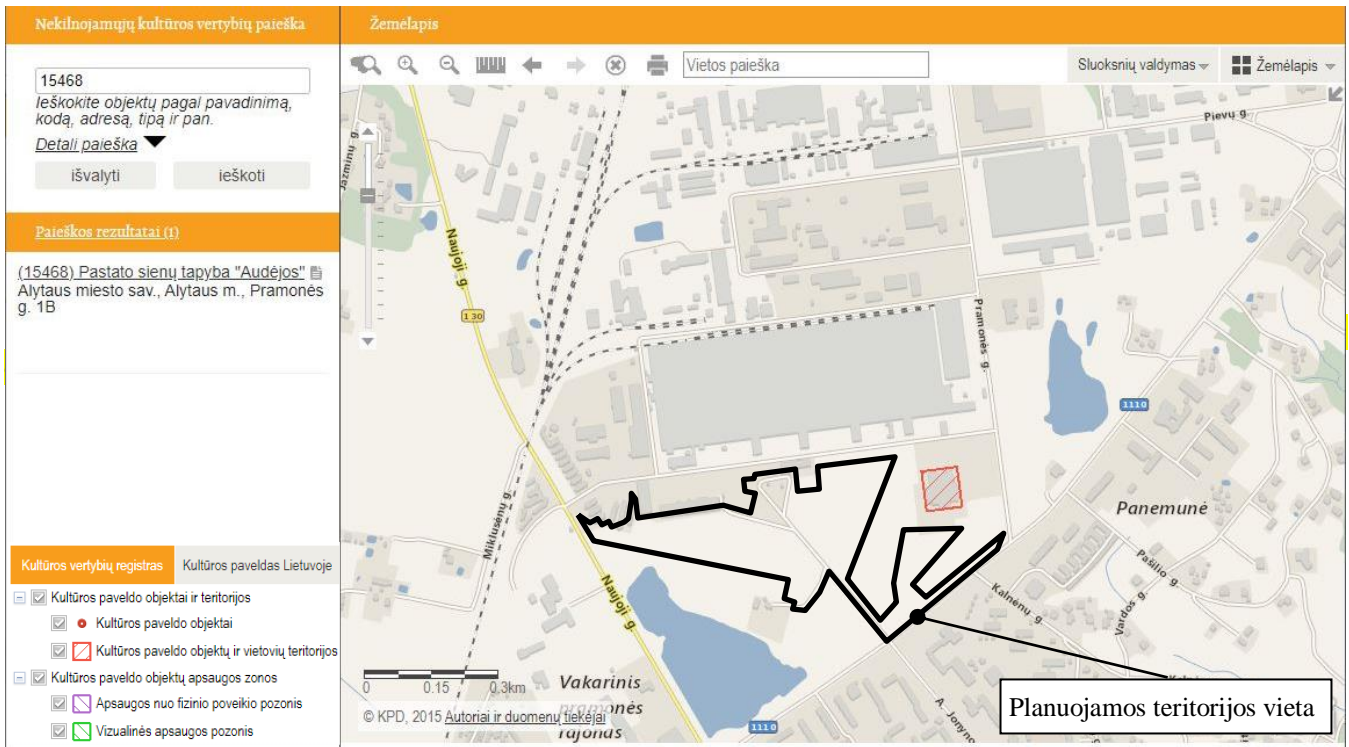 Nekilnojamųjų kultūros vertybių paieška
Žemėlapis
15468
Ieškokite objektų pagal pavadinimą,
kodą, adresą, tipą ir pan.
Detali paieška
išvalyti
ieškoti
Paieškos rezultatai (1)
(15468) Pastato sienų tapyba "Audėjos"
Alytaus miesto sav., Alytaus m., Pramonės
g. 1B
Kultūros vertybių registras
Kultūros paveldas Lietuvoje
Kultūros paveldo objektai ir teritorijos
Kultūros paveldo objektai
Kultūros paveldo objektų ir vietovių teritorijos
Kultūros paveldo objektų apsaugos zonos
Apsaugos nuo fizinio poveikio pozonis
Vizualinės apsaugos pozonis
Vietos paieška
Sluoksnių valdymas
Žemėlapis
Pievų g.
Jazminų g.
Naujoji g.
130
Pramonės g.
1110
Panemunė
Miklusėnų g.
Naujoji g.
Kalnėnų g.
Pašilio g.
Vardos g.
0 0.15 0.3km
Vakarinis
pramonės
rajonas
© KPD, 2015 Autoriai ir duomenų tiekėjai
1110
A. Jonyno
Planuojamos teritorijos vieta